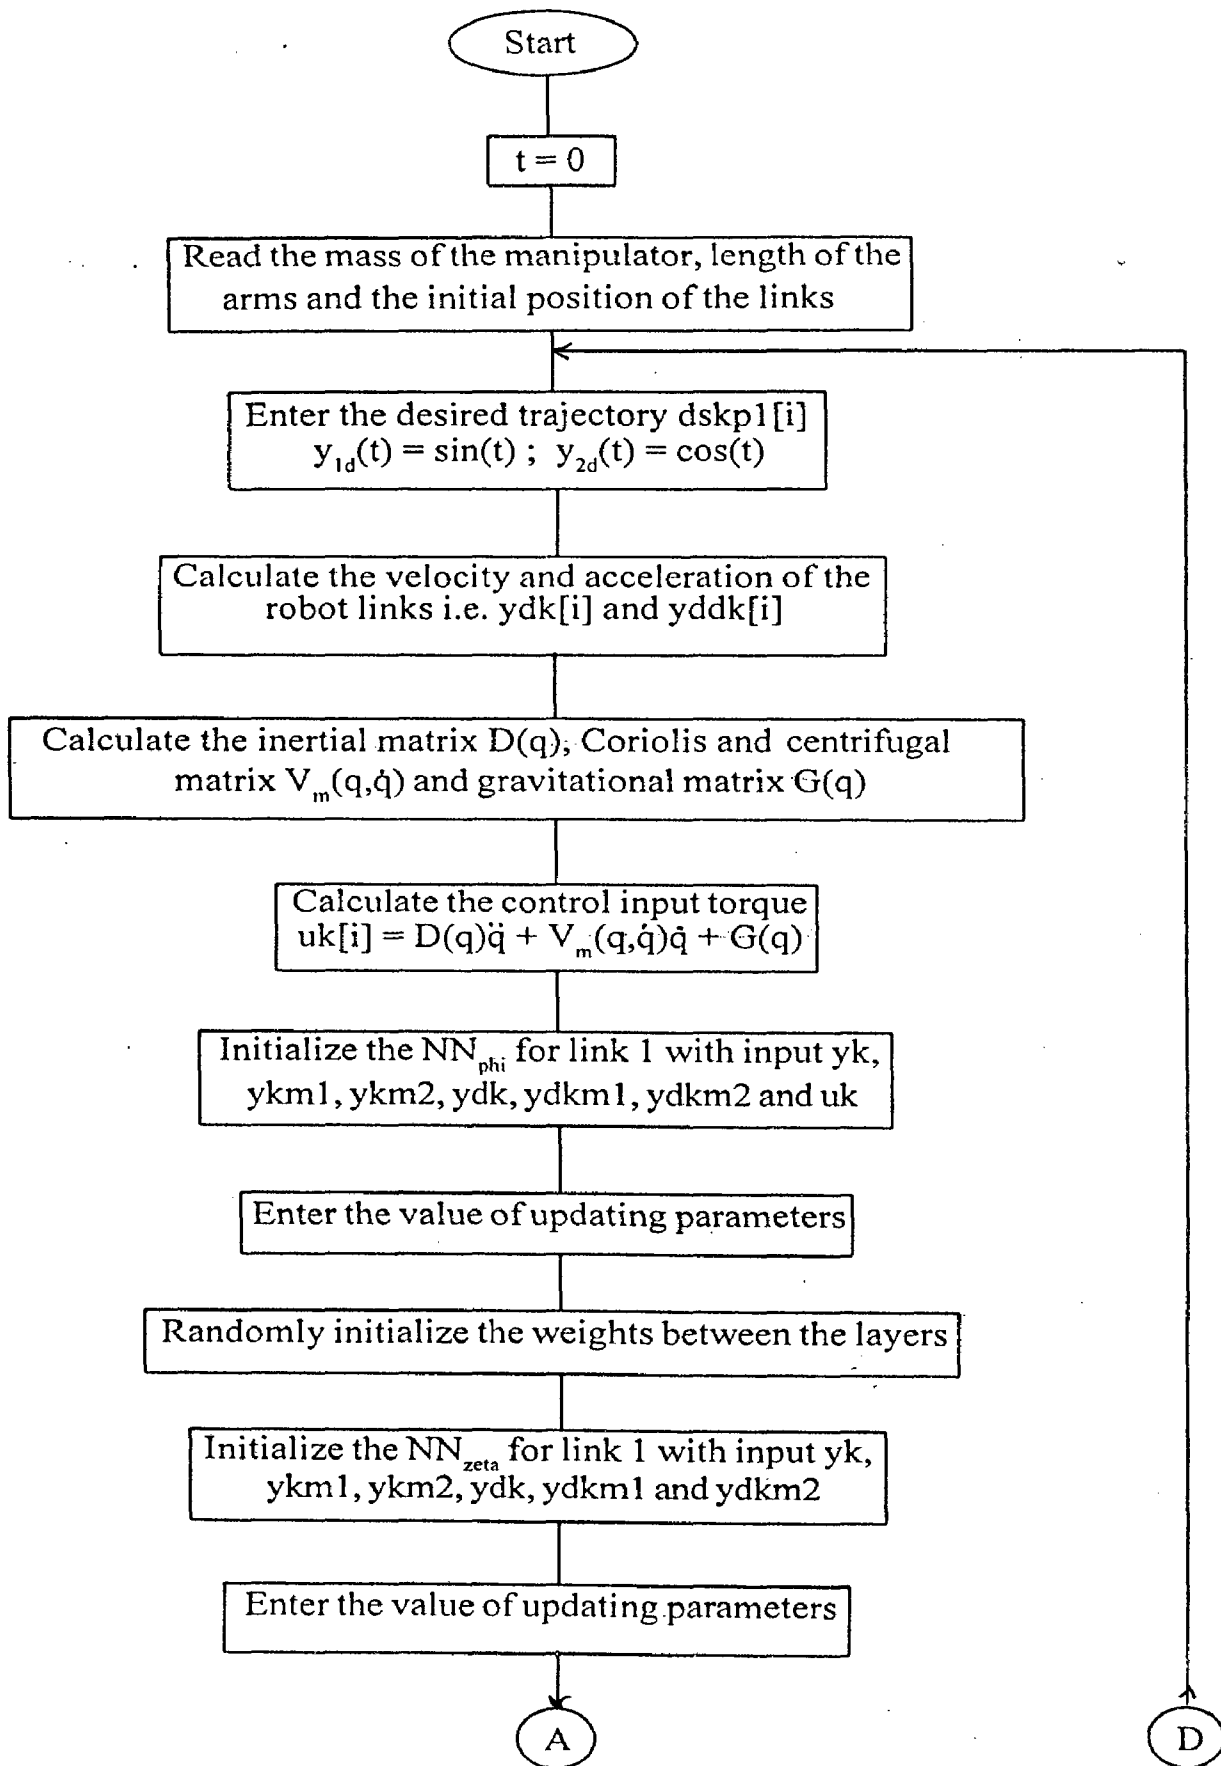 Start
t = 0
Read the mass of the manipulator, length of the
arms and the initial position of the links
Enter the desired trajectory dskp1[i]
y₁d(t) = sin(t) ; y₂d(t) = cos(t)
Calculate the velocity and acceleration of the
robot links i.e. ydk[i] and yddk[i]
Calculate the inertial matrix D(q), Coriolis and centrifugal
matrix Vₘ(q,q̇) and gravitational matrix G(q)
Calculate the control input torque
uk[i] = D(q)q̈ + Vₘ(q,q̇)q̇ + G(q)
Initialize the NNphi for link 1 with input yk,
ykm1, ykm2, ydk, ydkm1, ydkm2 and uk
Enter the value of updating parameters
Randomly initialize the weights between the layers
Initialize the NNzeta for link 1 with input yk,
ykm1, ykm2, ydk, ydkm1 and ydkm2
Enter the value of updating parameters
A
D